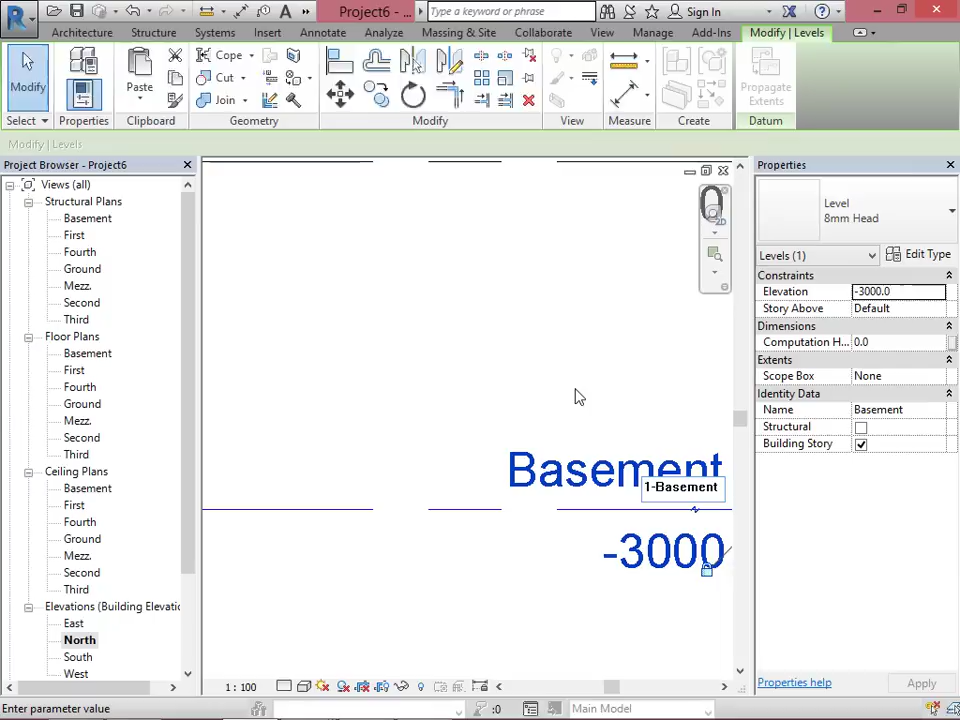 Project6 - ...
Type a keyword or phrase
Sign In
Architecture Structure Systems Insert Annotate Analyze Massing & Site Collaborate View Manage Add-Ins Modify | Levels
Modify
Paste
Cope
Cut
Join
Propagate
Extents
Select Properties Clipboard Geometry Modify View Measure Create Datum
Modify | Levels
Project Browser - Project6
Views (all)
Structural Plans
Basement
First
Fourth
Ground
Mezz.
Second
Third
Floor Plans
Basement
First
Fourth
Ground
Mezz.
Second
Third
Ceiling Plans
Basement
First
Fourth
Ground
Mezz.
Second
Third
Elevations (Building Elevatio
East
North
South
West
2D
Basement
1-Basement
-3000
1 : 100
Properties
Level
8mm Head
Levels (1)
Edit Type
Constraints
Elevation -3000.0
Story Above Default
Dimensions
Computation H... 0.0
Extents
Scope Box None
Identity Data
Name Basement
Structural
Building Story
Properties help
Apply
Enter parameter value
:0
Main Model